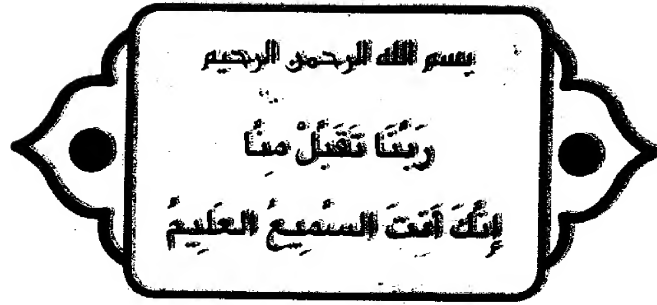 بسم الله الرحمن الرحيم
رَبَّنَا تَقَبَّلْ مِنَّا
إِنَّكَ أَنتَ السَّمِيعُ العَلِيمُ